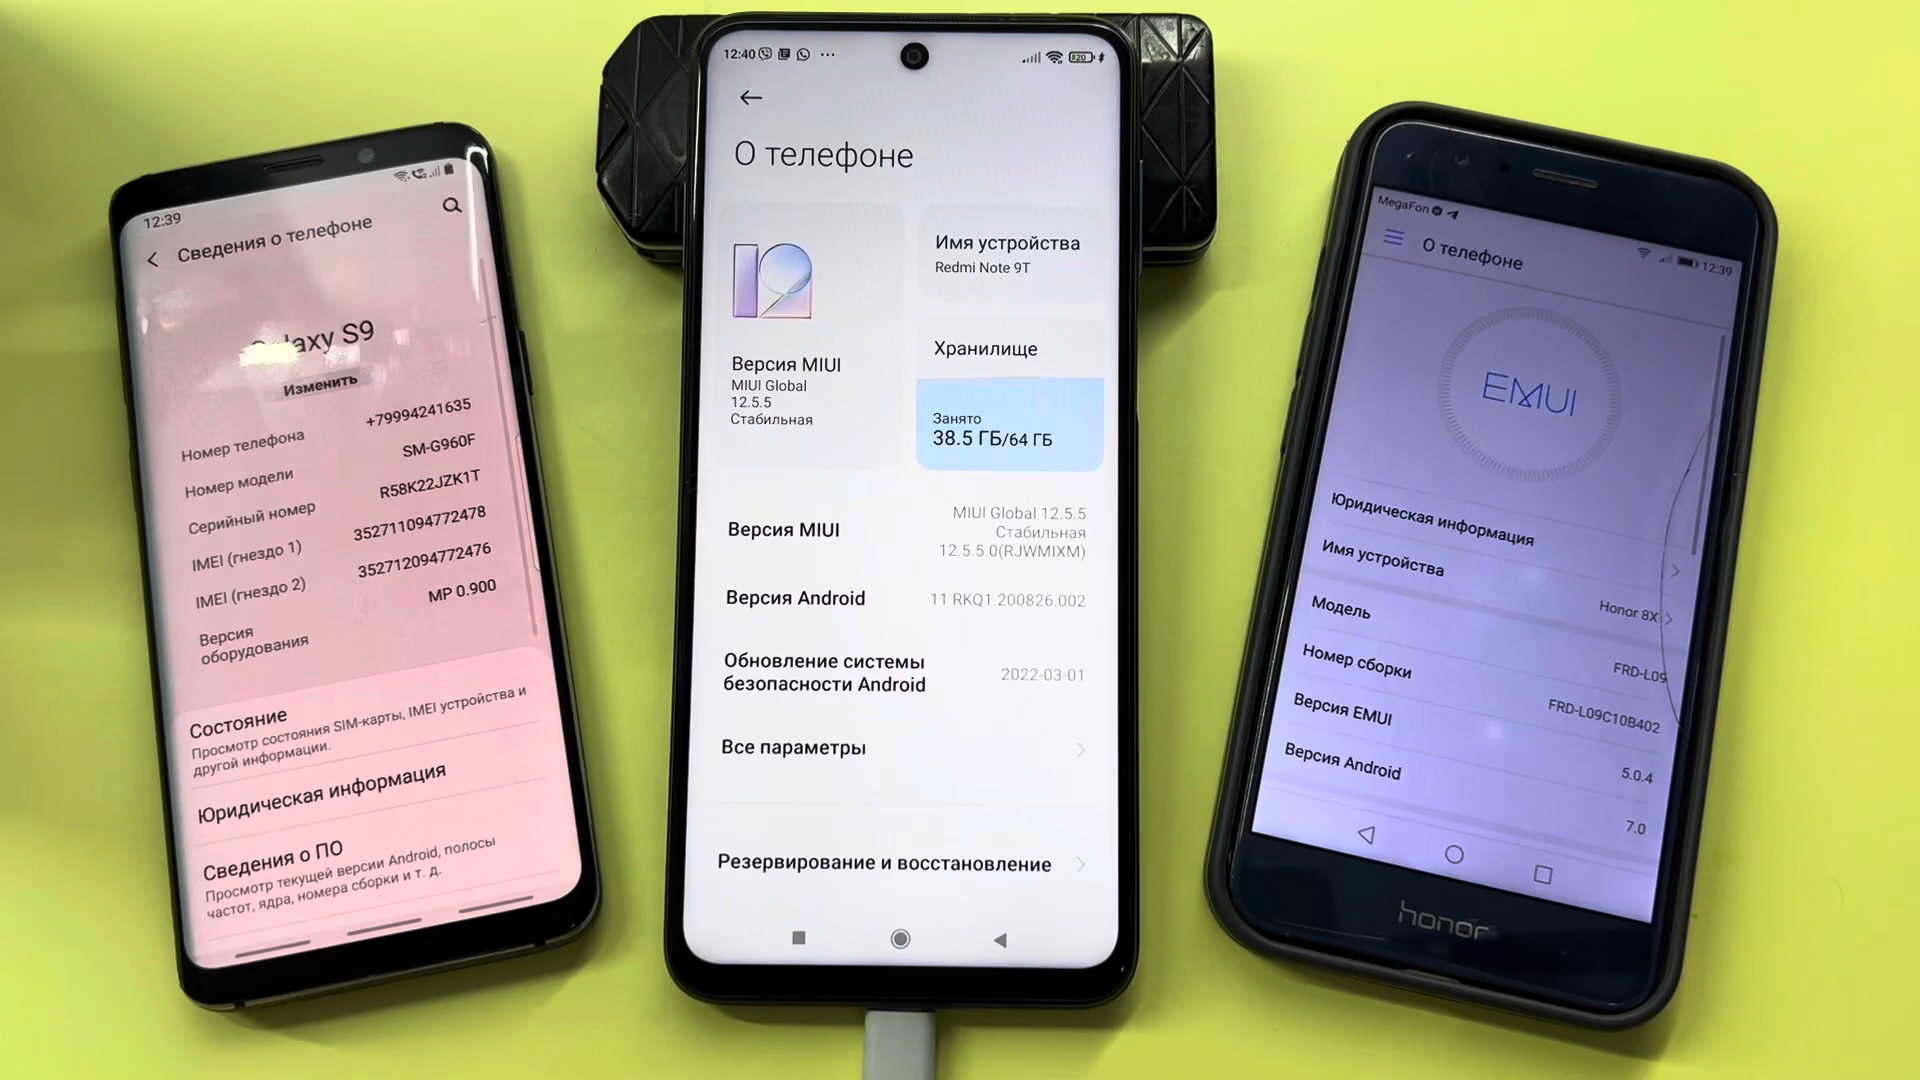 12:39
Сведения о телефоне
Galaxy S9
Изменить
Номер телефона +79994241635
Номер модели SM-G960F
Серийный номер R58K22JZK1T
IMEI (гнездо 1) 352711094772478
IMEI (гнездо 2) 352712094772476
Версия
оборудования MP 0.900
Состояние
Просмотр состояния SIM-карты, IMEI устройства и
другой информации.
Юридическая информация
Сведения о ПО
Просмотр текущей версии Android, полосы
частот, ядра, номера сборки и т. д.
12:40
20
О телефоне
12
Версия MIUI
MIUI Global
12.5.5
Стабильная
Имя устройства
Redmi Note 9T
Хранилище
Занято
38.5 ГБ/64 ГБ
Версия MIUI MIUI Global 12.5.5
Стабильная
12.5.5.0(RJWMIXM)
Версия Android 11 RKQ1.200826.002
Обновление системы
безопасности Android 2022-03-01
Все параметры
Резервирование и восстановление
MegaFon
12:39
О телефоне
EMUI
Юридическая информация
Имя устройства Honor 8X
Модель FRD-L09
Номер сборки FRD-L09C10B402
Версия EMUI 5.0.4
Версия Android 7.0
honor